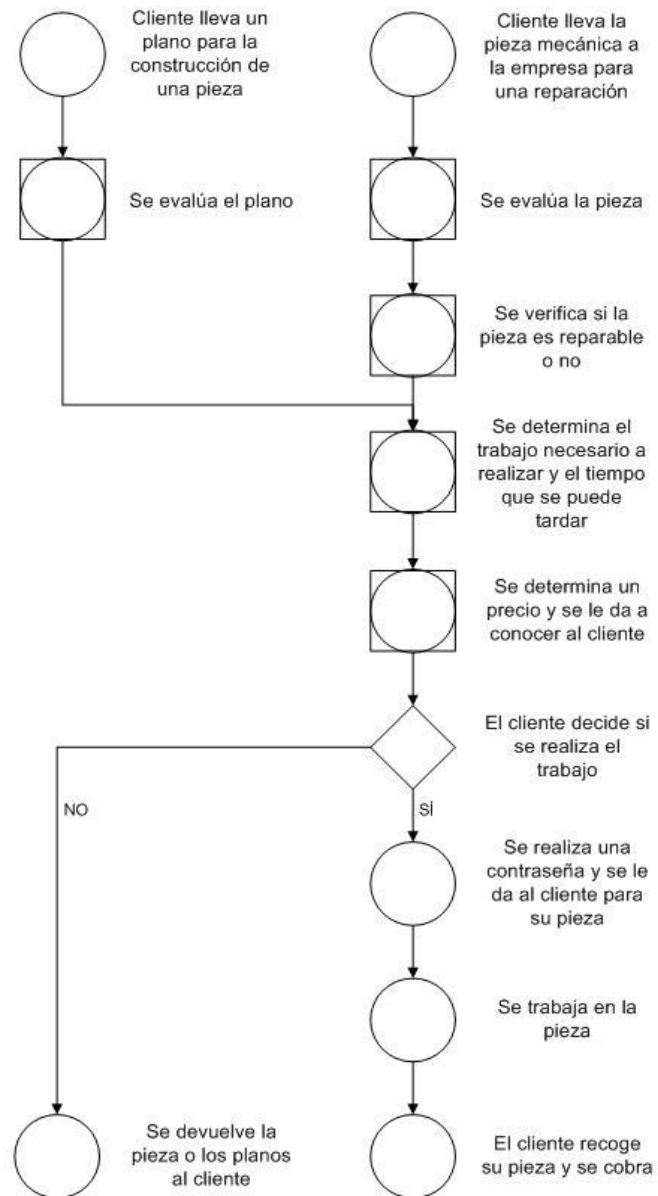 Cliente lleva un
plano para la
construcción de
una pieza
Cliente lleva la
pieza mecánica a
la empresa para
una reparación
Se evalúa el plano
Se evalúa la pieza
Se verifica si la
pieza es reparable
o no
Se determina el
trabajo necesario a
realizar y el tiempo
que se puede
tardar
Se determina un
precio y se le da a
conocer al cliente
El cliente decide si
se realiza el
trabajo
NO
SÍ
Se realiza una
contraseña y se le
da al cliente para
su pieza
Se trabaja en la
pieza
Se devuelve la
pieza o los planos
al cliente
El cliente recoge
su pieza y se cobra